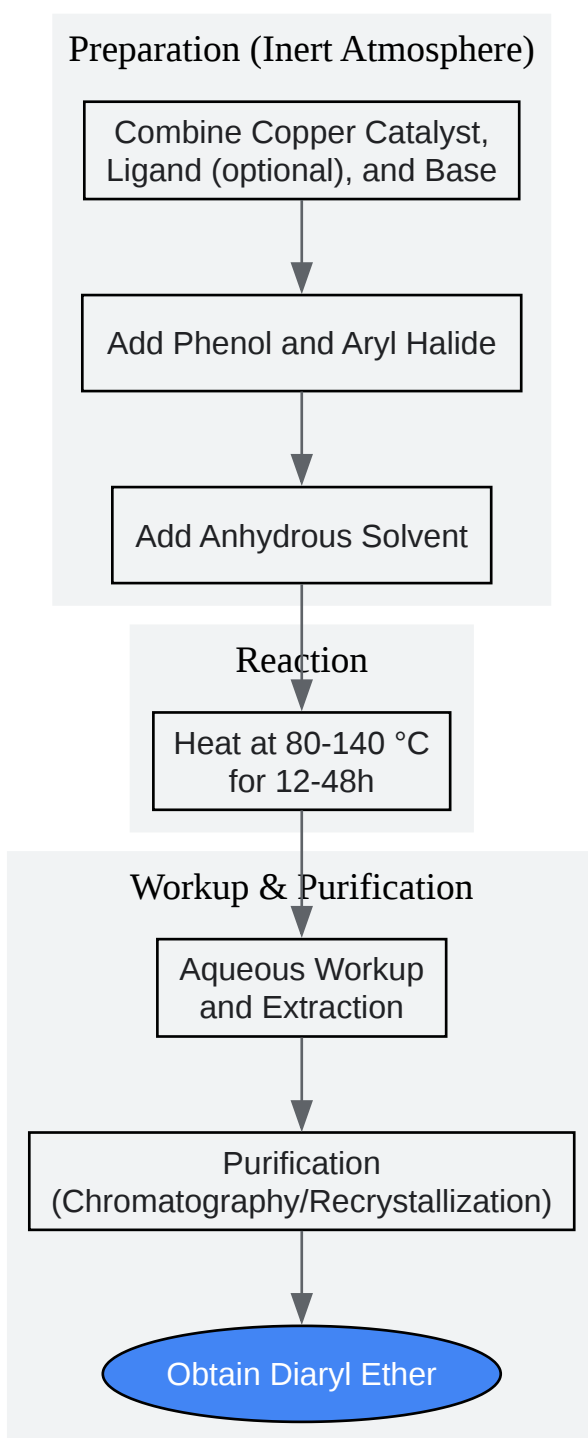 Preparation (Inert Atmosphere)
Combine Copper Catalyst,
Ligand (optional), and Base
Add Phenol and Aryl Halide
Add Anhydrous Solvent
Reaction
Heat at 80-140 °C
for 12-48h
Workup & Purification
Aqueous Workup
and Extraction
Purification
(Chromatography/Recrystallization)
Obtain Diaryl Ether